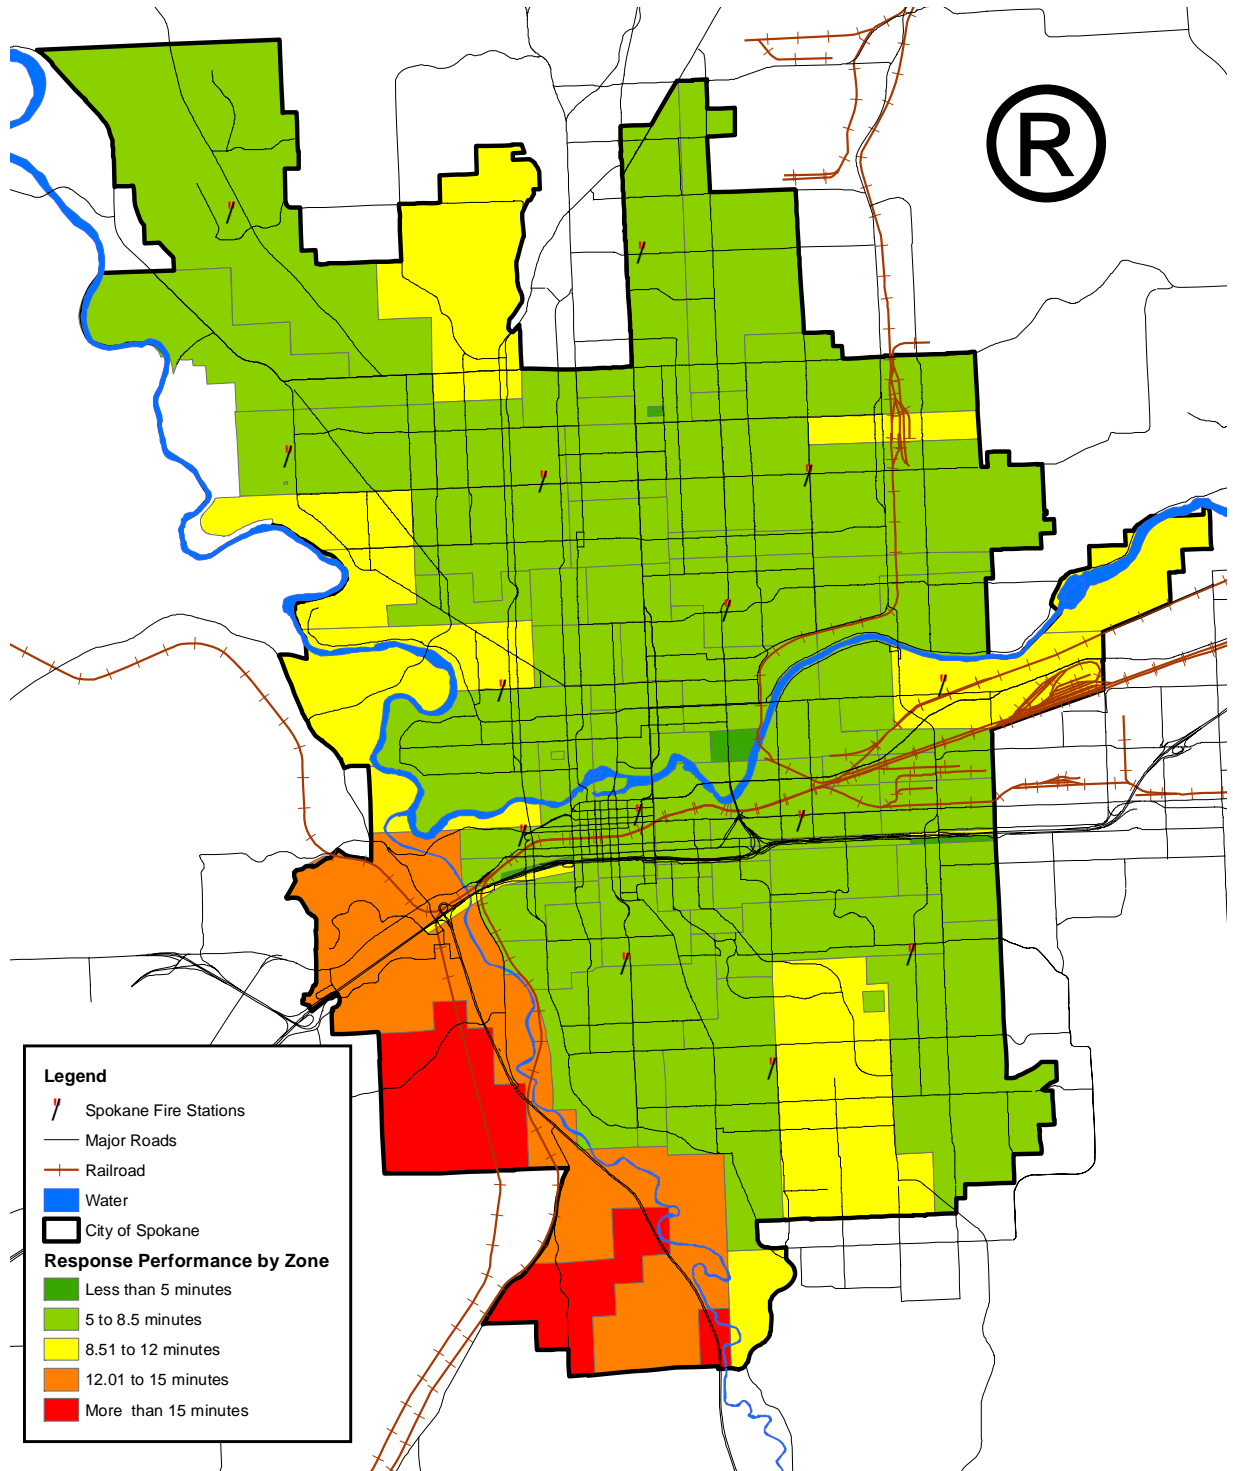 R
Legend
Spokane Fire Stations
Major Roads
Railroad
Water
City of Spokane
Response Performance by Zone
Less than 5 minutes
5 to 8.5 minutes
8.51 to 12 minutes
12.01 to 15 minutes
More than 15 minutes